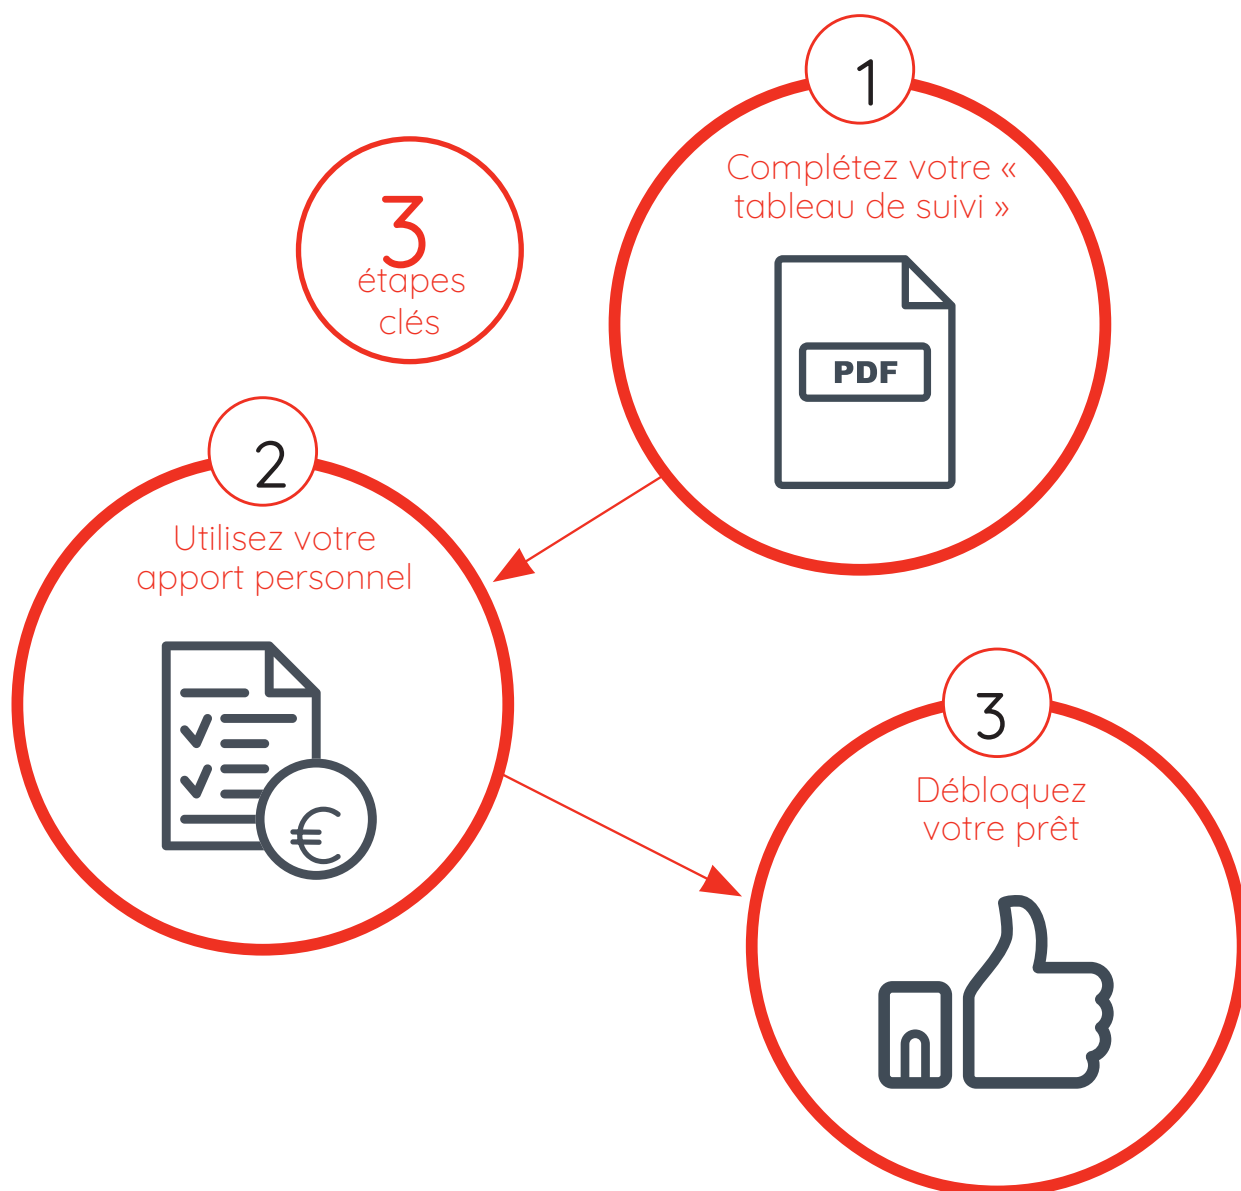 3
étapes
clés
1
Complétez votre «
tableau de suivi »
PDF
2
Utilisez votre
apport personnel
€
3
Débloquez
votre prêt